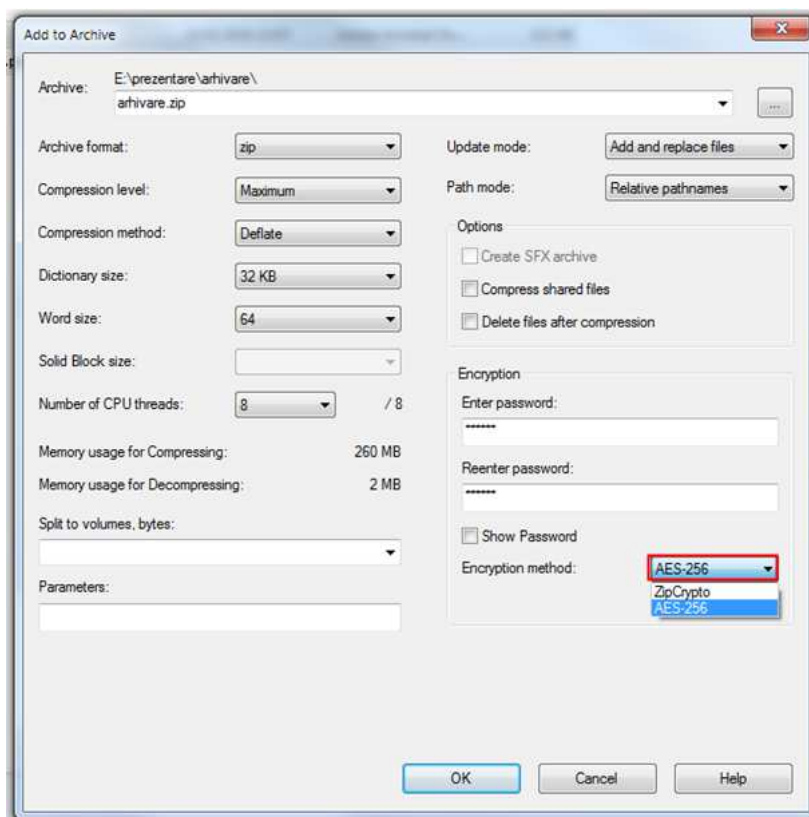 Add to Archive
Archive:
E:\prezentare\arhivare\
arhivare.zip
...
Archive format:
zip
Compression level:
Maximum
Compression method:
Deflate
Dictionary size:
32 KB
Word size:
64
Solid Block size:
Number of CPU threads:
8
/ 8
Memory usage for Compressing:
260 MB
Memory usage for Decompressing:
2 MB
Split to volumes, bytes:
Parameters:
Update mode:
Add and replace files
Path mode:
Relative pathnames
Options
Create SFX archive
Compress shared files
Delete files after compression
Encryption
Enter password:
******
Reenter password:
******
Show Password
Encryption method:
AES-256
ZipCrypto
AES-256
OK
Cancel
Help